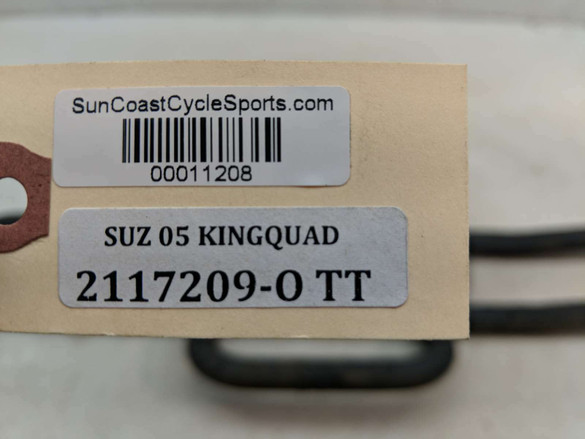 SunCoastCycleSports.com
00011208
SUZ 05 KINGQUAD
2117209-O TT